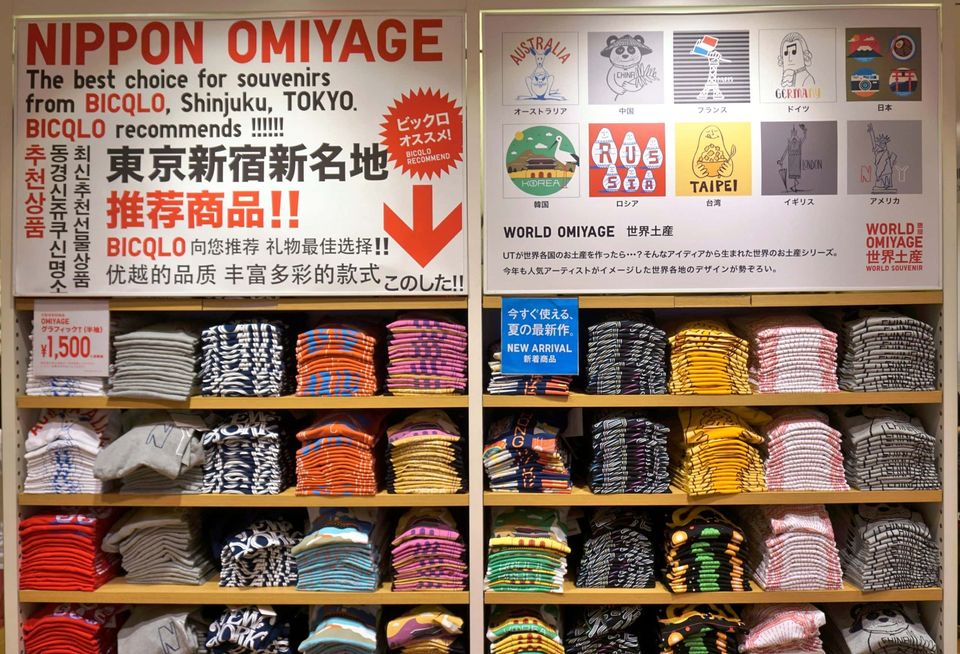 NIPPON OMIYAGE
The best choice for souvenirs
from BICQLO, Shinjuku, TOKYO.
BICQLO recommends !!!!!!
ビックロ
オススメ!
BICQLO
RECOMMEND
추천상품
동경신쥬쿠신명소
최신추천선물상품
東京新宿新名地
推荐商品!!
BICQLO 向您推荐 礼物最佳选择!!
优越的品质 丰富多彩的款式
このした!!
AUSTRALIA
オーストラリア
CHINA
中国
フランス
GERMANY
ドイツ
日本
KOREA
韓国
RUS
SIA
ロシア
TAIPEI
台湾
LONDON
イギリス
N Y
アメリカ
WORLD OMIYAGE 世界土産
UTが世界各国のお土産を作ったら…?そんなアイディアから生まれた世界のお土産シリーズ。
今年も人気アーティストがイメージした世界各地のデザインが勢ぞろい。
WORLD
OMIYAGE
世界土産
WORLD SOUVENIR
OMIYAGE
グラフィックT(半袖)
¥1,500
今すぐ使える、
夏の最新作。
NEW ARRIVAL
新着商品